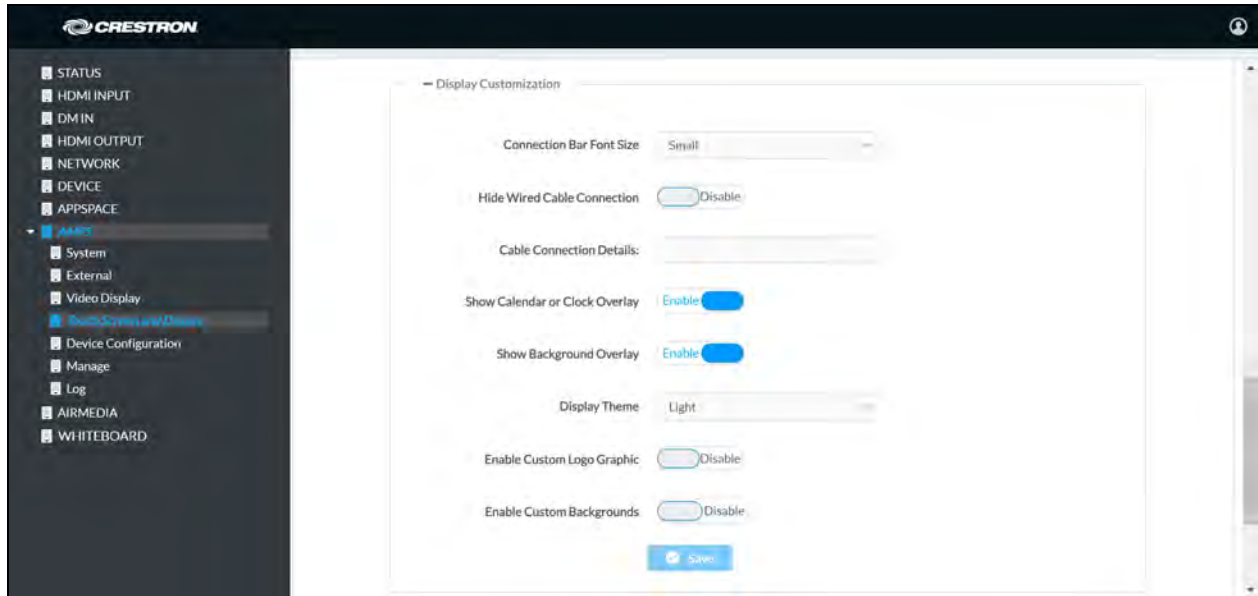 CRESTRON
STATUS
HDMI INPUT
DM IN
HDMI OUTPUT
NETWORK
DEVICE
APPSPACE
System
External
Video Display
Device Configuration
Manage
Log
AIRMEDIA
WHITEBOARD
Display Customization
Connection Bar Font Size Small
Hide Wired Cable Connection Disable
Cable Connection Details:
Show Calendar or Clock Overlay Enable
Show Background Overlay Enable
Display Theme Light
Enable Custom Logo Graphic Disable
Enable Custom Backgrounds Disable
Save